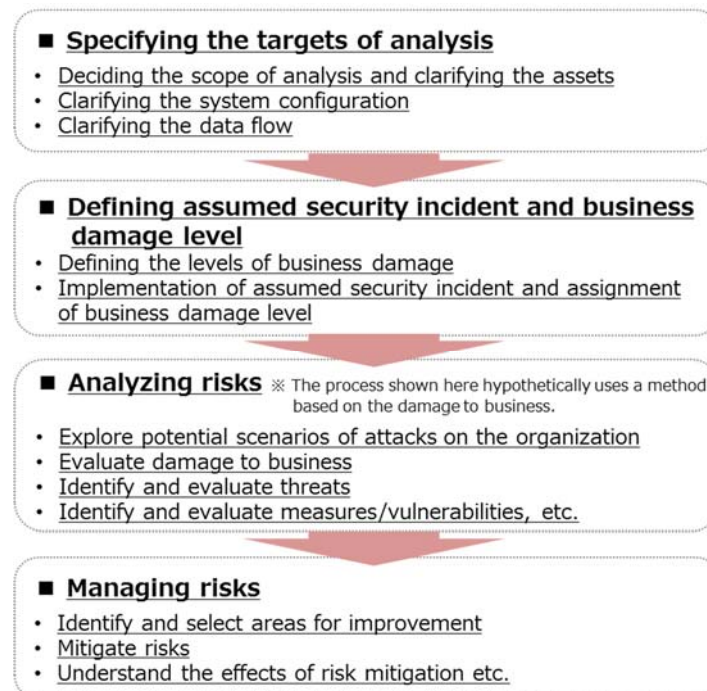 ■ Specifying the targets of analysis
• Deciding the scope of analysis and clarifying the assets
• Clarifying the system configuration
• Clarifying the data flow
■ Defining assumed security incident and business
damage level
• Defining the levels of business damage
• Implementation of assumed security incident and assignment
of business damage level
■ Analyzing risks ※ The process shown here hypothetically uses a method
based on the damage to business.
• Explore potential scenarios of attacks on the organization
• Evaluate damage to business
• Identify and evaluate threats
• Identify and evaluate measures/vulnerabilities, etc.
■ Managing risks
• Identify and select areas for improvement
• Mitigate risks
• Understand the effects of risk mitigation etc.